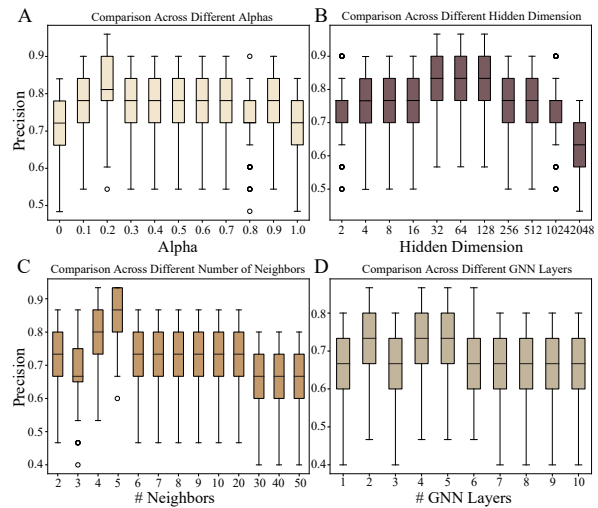 A
Comparison Across Different Alphas
Precision
0.9
0.8
0.7
0.6
0.5
0 0.1 0.2 0.3 0.4 0.5 0.6 0.7 0.8 0.9 1.0
Alpha
B
Comparison Across Different Hidden Dimension
0.9
0.8
0.7
0.6
0.5
2 4 8 16 32 64 128 256 512 1024 2048
Hidden Dimension
C
Comparison Across Different Number of Neighbors
Precision
0.9
0.8
0.7
0.6
0.5
0.4
2 3 4 5 6 7 8 9 10 20 30 40 50
# Neighbors
D
Comparison Across Different GNN Layers
0.8
0.7
0.6
0.5
0.4
1 2 3 4 5 6 7 8 9 10
# GNN Layers